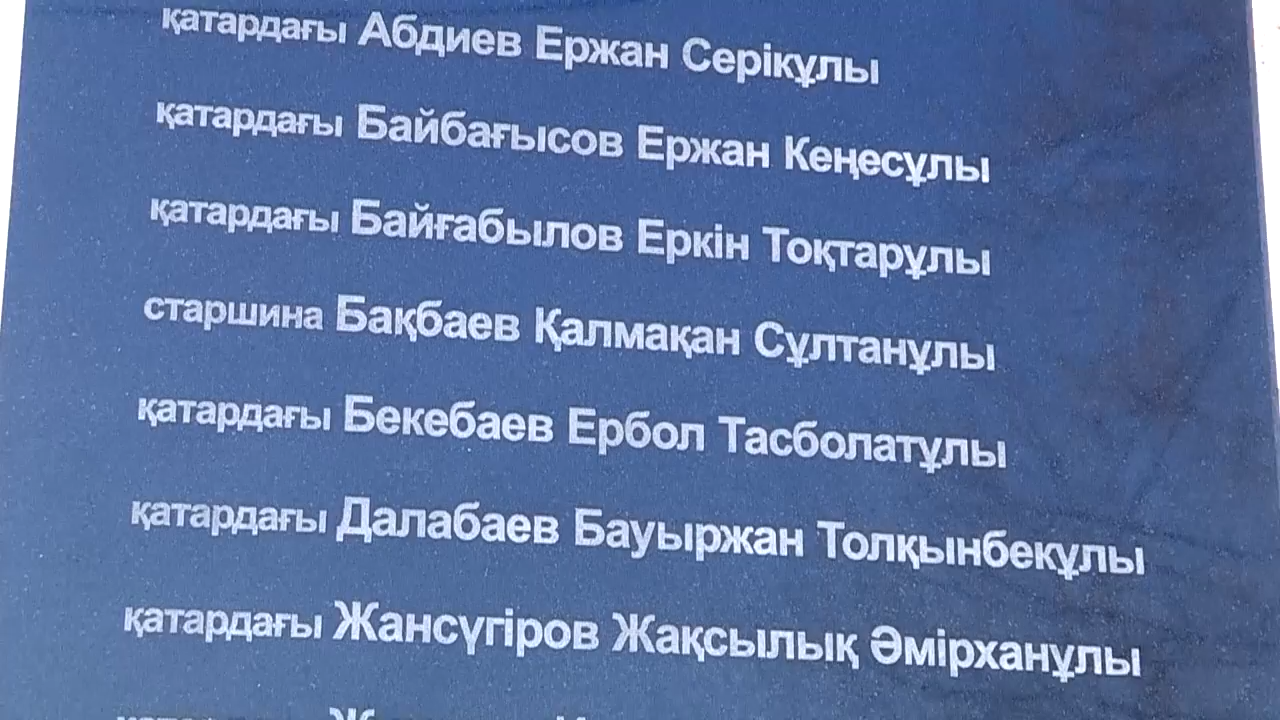 қатардағы Абдиев Ержан Серікұлы
қатардағы Байбағысов Ержан Кеңесұлы
қатардағы Байғабылов Еркін Тоқтарұлы
старшина Бақбаев Қалмақан Сұлтанұлы
қатардағы Бекебаев Ербол Тасболатұлы
қатардағы Далабаев Бауыржан Толқынбекұлы
қатардағы Жансүгіров Жақсылық Әмірханұлы